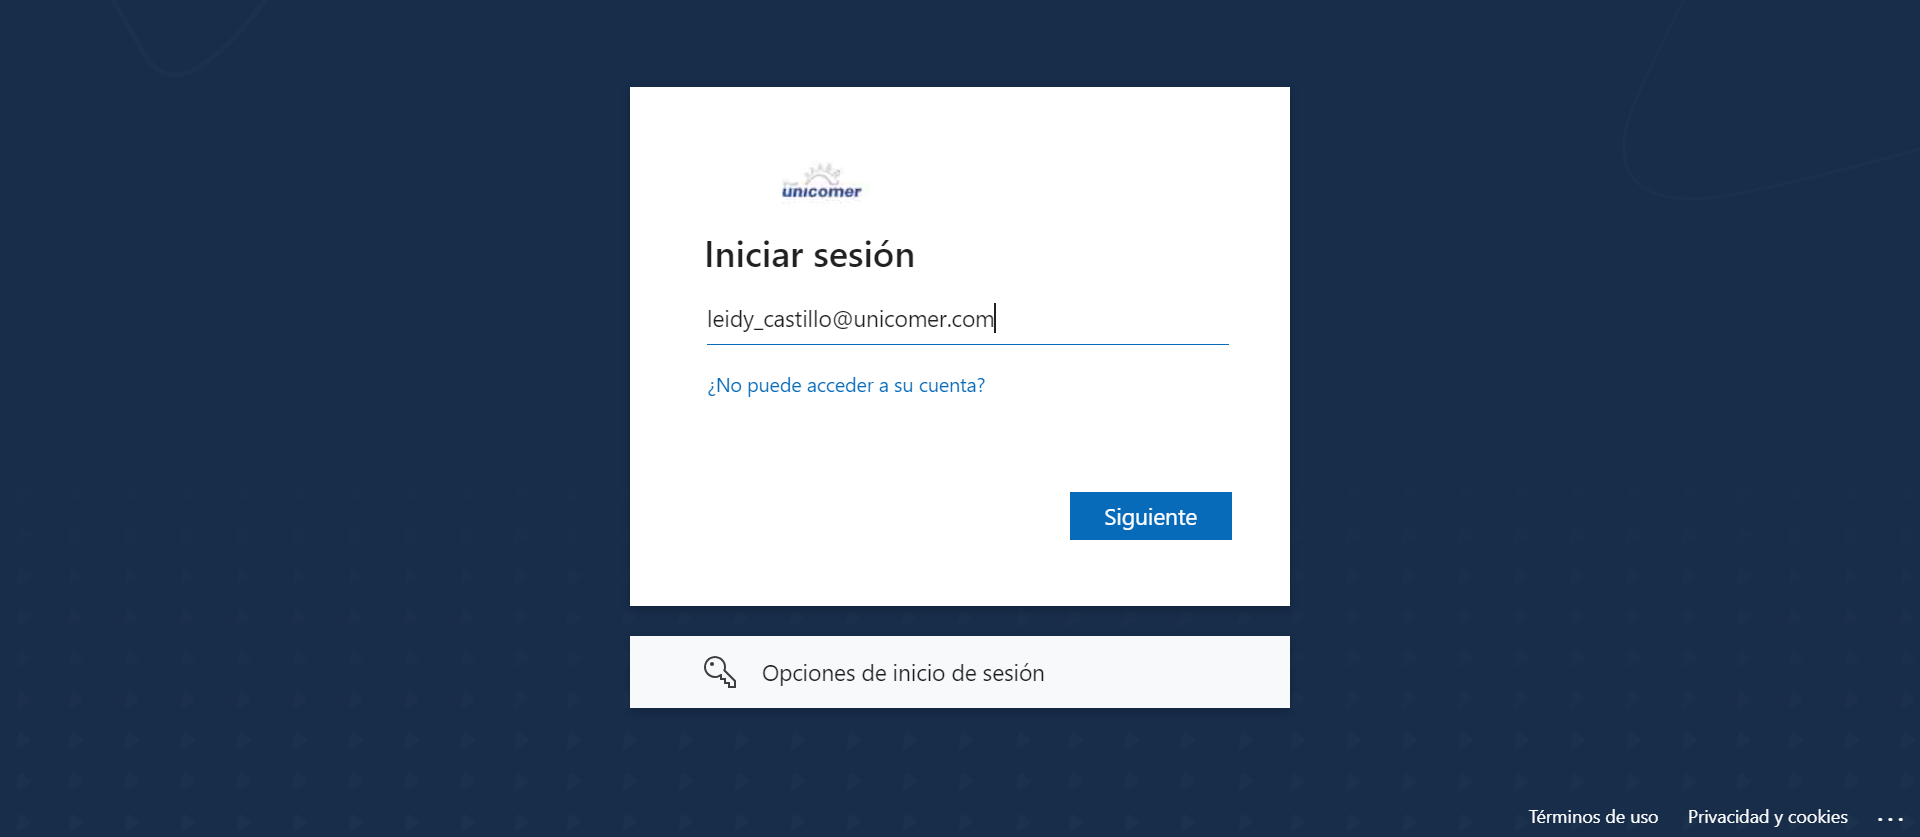 unicomer
Iniciar sesión
leidy_castillo@unicomer.com
¿No puede acceder a su cuenta?
Siguiente
Opciones de inicio de sesión
Términos de uso Privacidad y cookies ...